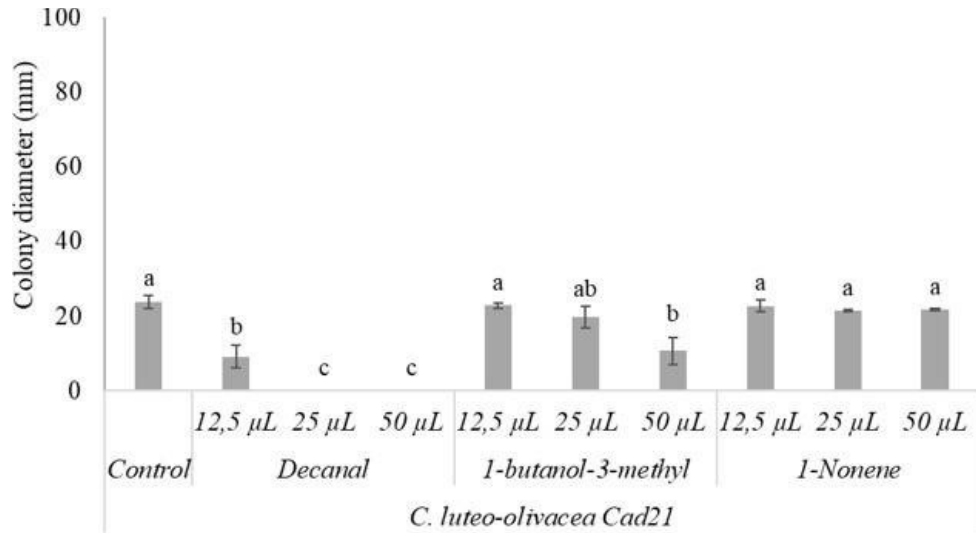 Colony diameter (mm)
100
80
60
40
20
0
a
b
c
c
a
ab
b
a
a
a
12,5 µL 25 µL 50 µL 12,5 µL 25 µL 50 µL 12,5 µL 25 µL 50 µL
Control Decanal 1-butanol-3-methyl 1-Nonene
C. luteo-olivacea Cad21